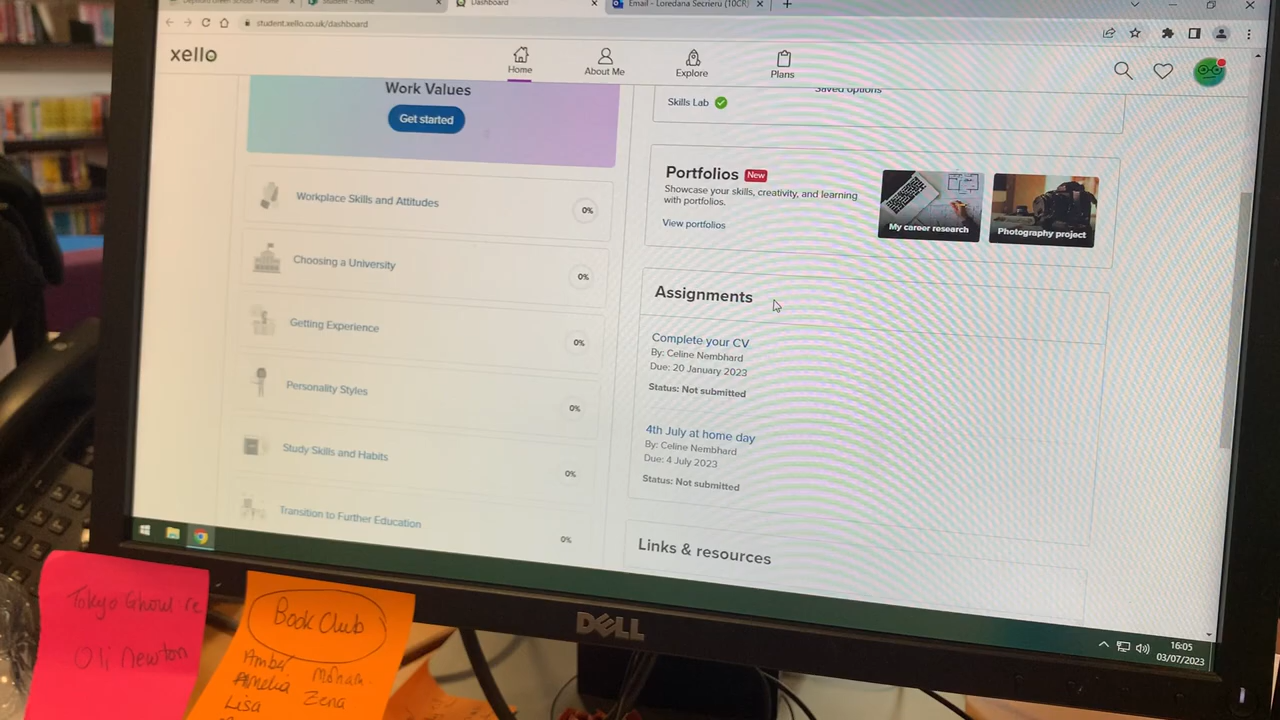 Dashboard
Email - Loredana Secrieru (10CR)
student.xello.co.uk/dashboard
xello
Home
About Me
Explore
Plans
Work Values
Get started
Workplace Skills and Attitudes
0%
Choosing a University
0%
Getting Experience
0%
Personality Styles
0%
Study Skills and Habits
0%
Transition to Further Education
0%
Saved options
Skills Lab
Portfolios New
Showcase your skills, creativity, and learning
with portfolios.
View portfolios
My career research
Photography project
Assignments
Complete your CV
By: Celine Nembhard
Due: 20 January 2023
Status: Not submitted
4th July at home day
By: Celine Nembhard
Due: 4 July 2023
Status: Not submitted
Links & resources
16:05
03/07/2023
DELL
Tokyo Ghoul re
Oli Newton
Book Club
Amber
Amelia
Lisa
Moham
Zena